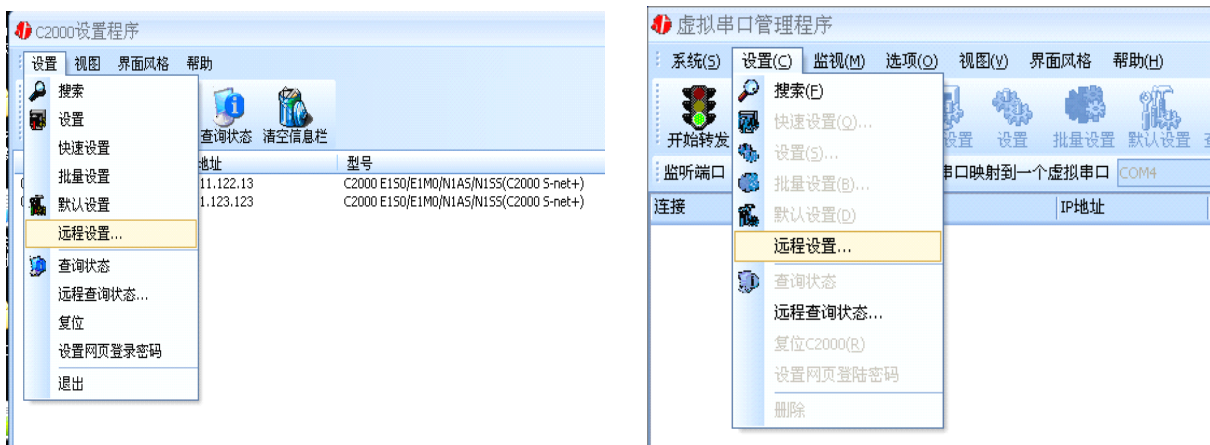 C2000设置程序
设置 视图 界面风格 帮助
搜索
设置
快速设置
批量设置
默认设置
远程设置...
查询状态
远程查询状态...
复位
设置网页登录密码
退出
查询状态 清空信息栏
地址 型号
11.122.13 C2000 E1S0/E1M0/N1A5/N1S5(C2000 S-net+)
1.123.123 C2000 E1S0/E1M0/N1A5/N1S5(C2000 S-net+)
虚拟串口管理程序
系统(S) 设置(C) 监视(M) 选项(O) 视图(V) 界面风格 帮助(H)
搜索(F)
快速设置(Q)...
设置(S)...
批量设置(B)...
默认设置(D)
远程设置...
查询状态
远程查询状态...
复位C2000(R)
设置网页登陆密码
删除
开始转发 设置 设置 批量设置 默认设置
监听端口 串口映射到一个虚拟串口 COM4
连接 IP地址